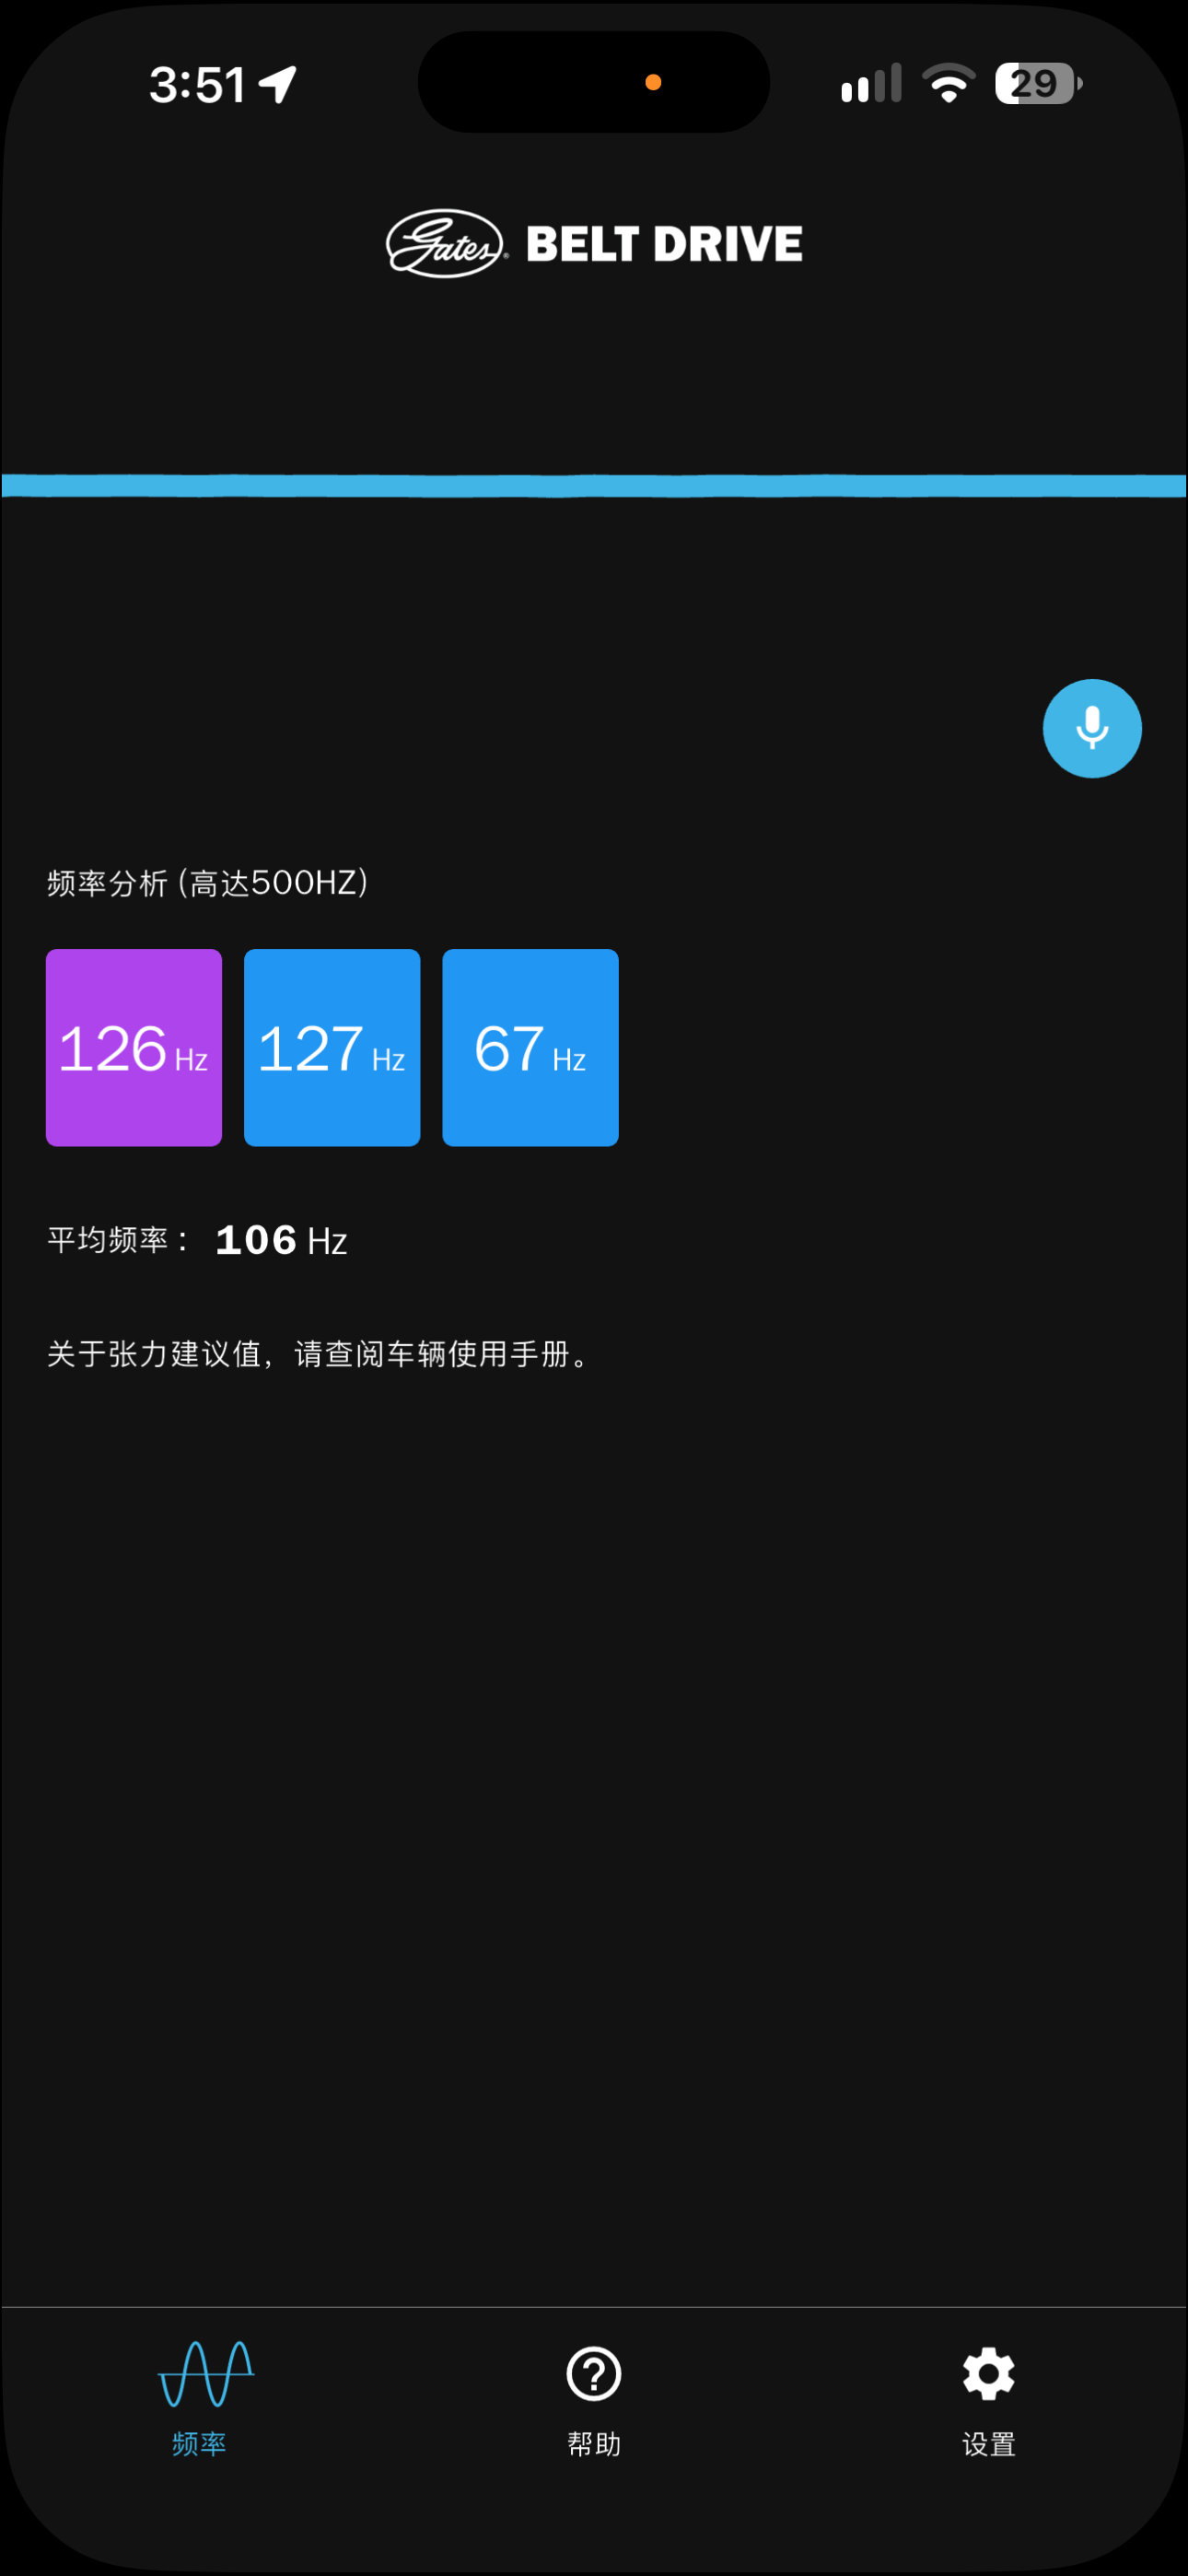 3:51
29
Gates® BELT DRIVE
频率分析 (高达500HZ)
126 Hz 127 Hz 67 Hz
平均频率： 106 Hz
关于张力建议值，请查阅车辆使用手册。
频率 帮助 设置